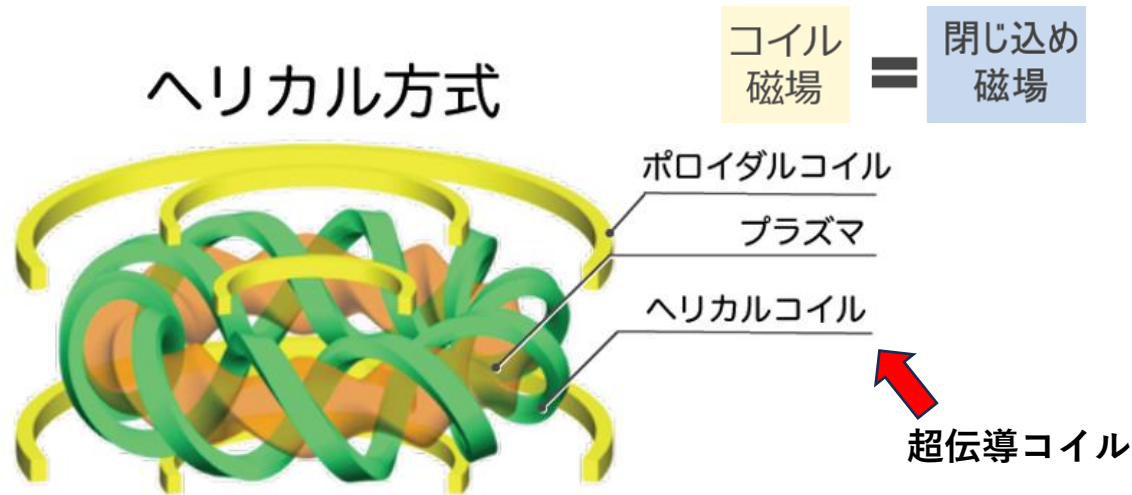 コイル
磁場
=
閉じ込め
磁場
ヘリカル方式
ポロイダルコイル
プラズマ
ヘリカルコイル
超伝導コイル